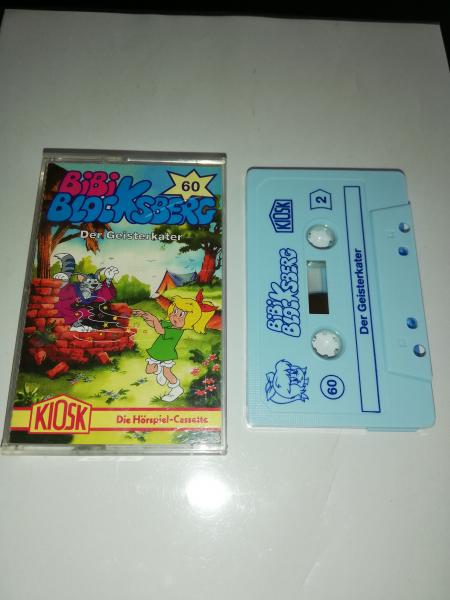 BiBi
BLOCKSBERG
60
Der Geisterkater
KIOSK
Die Hörspiel-Cassette
KIOSK
2
BiBi
BLOCKSBERG
Der Geisterkater
60